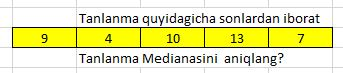 Tanlanma quyidagicha sonlardan iborat
9 4 10 13 7
Tanlanma Medianasini aniqlang?